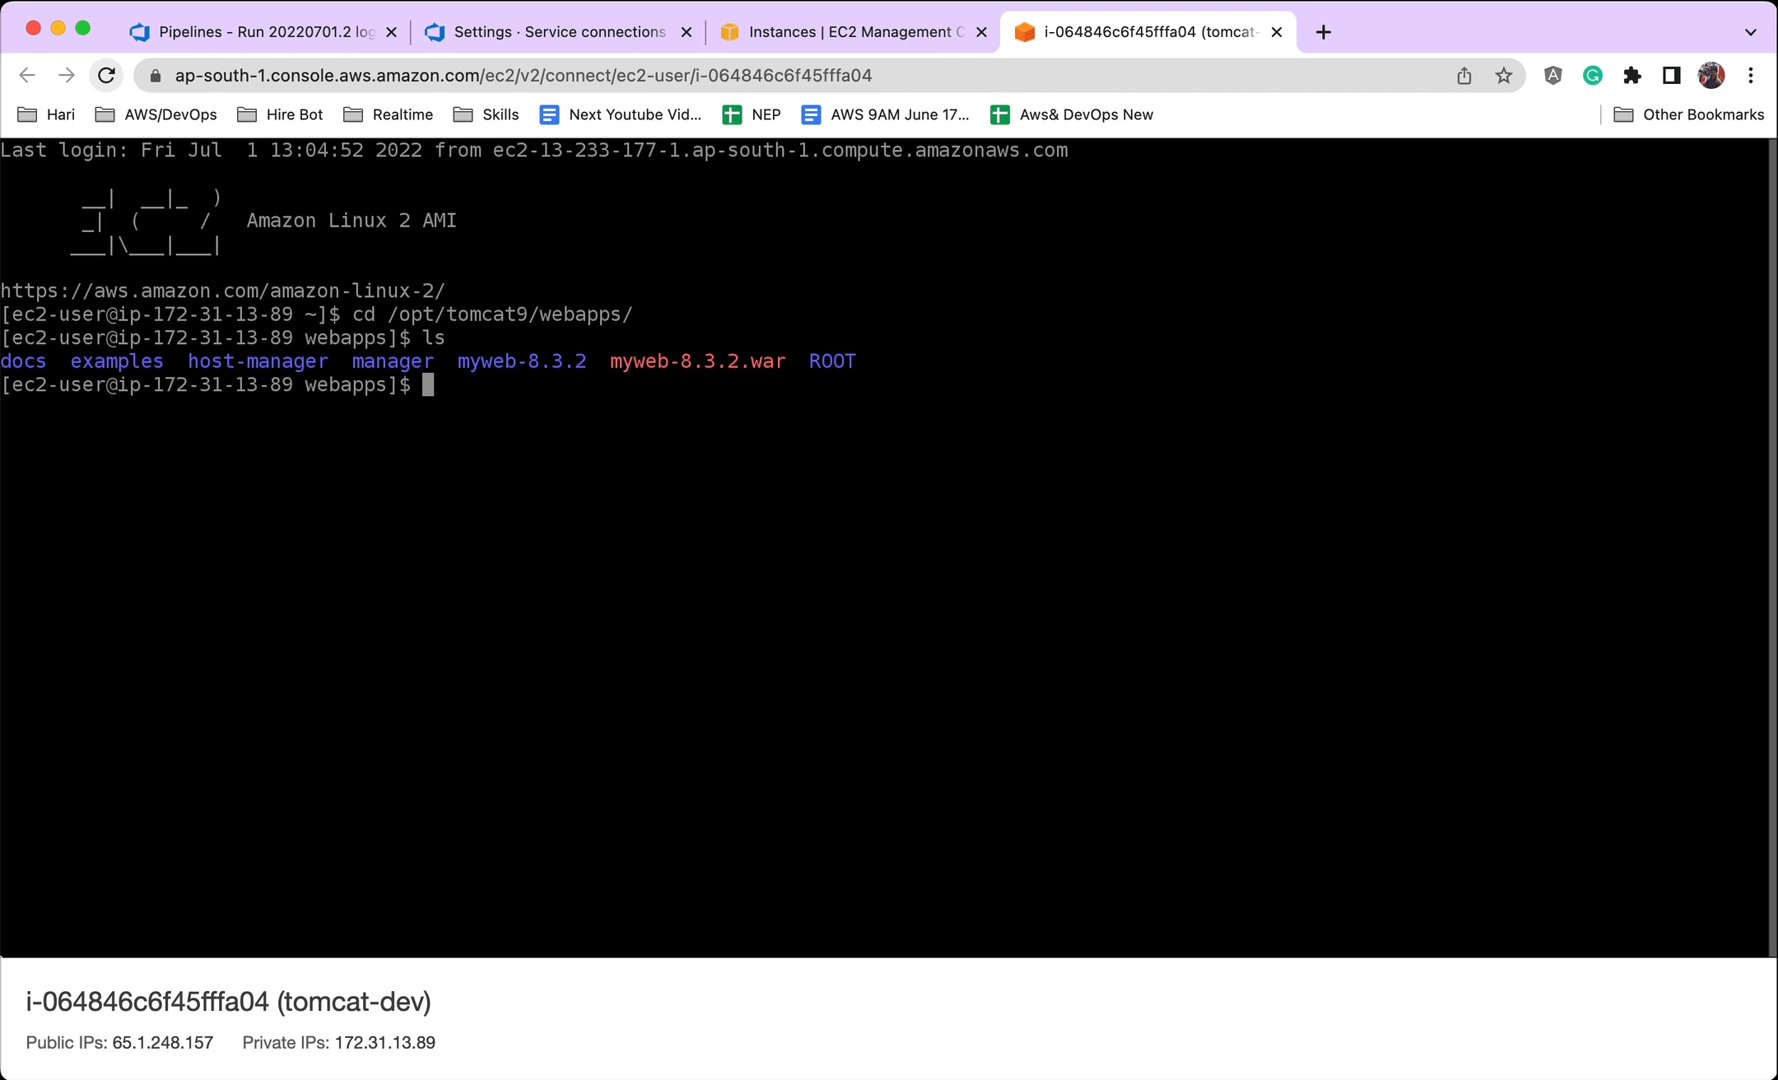 Pipelines - Run 20220701.2 log
Settings · Service connections
Instances | EC2 Management C
i-064846c6f45fffa04 (tomcat-
ap-south-1.console.aws.amazon.com/ec2/v2/connect/ec2-user/i-064846c6f45fffa04
Hari AWS/DevOps Hire Bot Realtime Skills Next Youtube Vid... NEP AWS 9AM June 17... Aws& DevOps New Other Bookmarks
Last login: Fri Jul  1 13:04:52 2022 from ec2-13-233-177-1.ap-south-1.compute.amazonaws.com
__|  __|_  )
_|  (     /   Amazon Linux 2 AMI
___|\___|___|
https://aws.amazon.com/amazon-linux-2/
[ec2-user@ip-172-31-13-89 ~]$ cd /opt/tomcat9/webapps/
[ec2-user@ip-172-31-13-89 webapps]$ ls
docs  examples  host-manager  manager  myweb-8.3.2  myweb-8.3.2.war  ROOT
[ec2-user@ip-172-31-13-89 webapps]$
i-064846c6f45fffa04 (tomcat-dev)
Public IPs: 65.1.248.157 Private IPs: 172.31.13.89